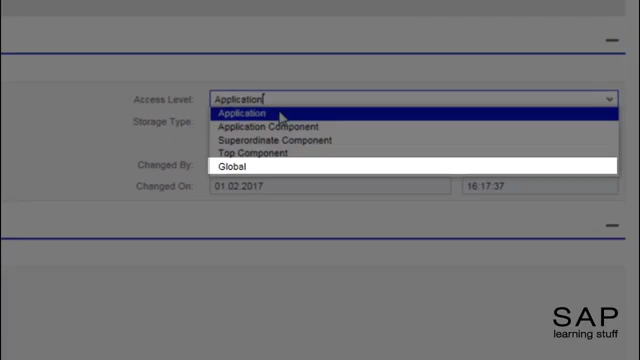 Access Level: Application
Application
Storage Type:
Application Component
Superordinate Component
Top Component
Changed By:
Global
Changed On: 01.02.2017 16:17:37
SAP
learning stuff